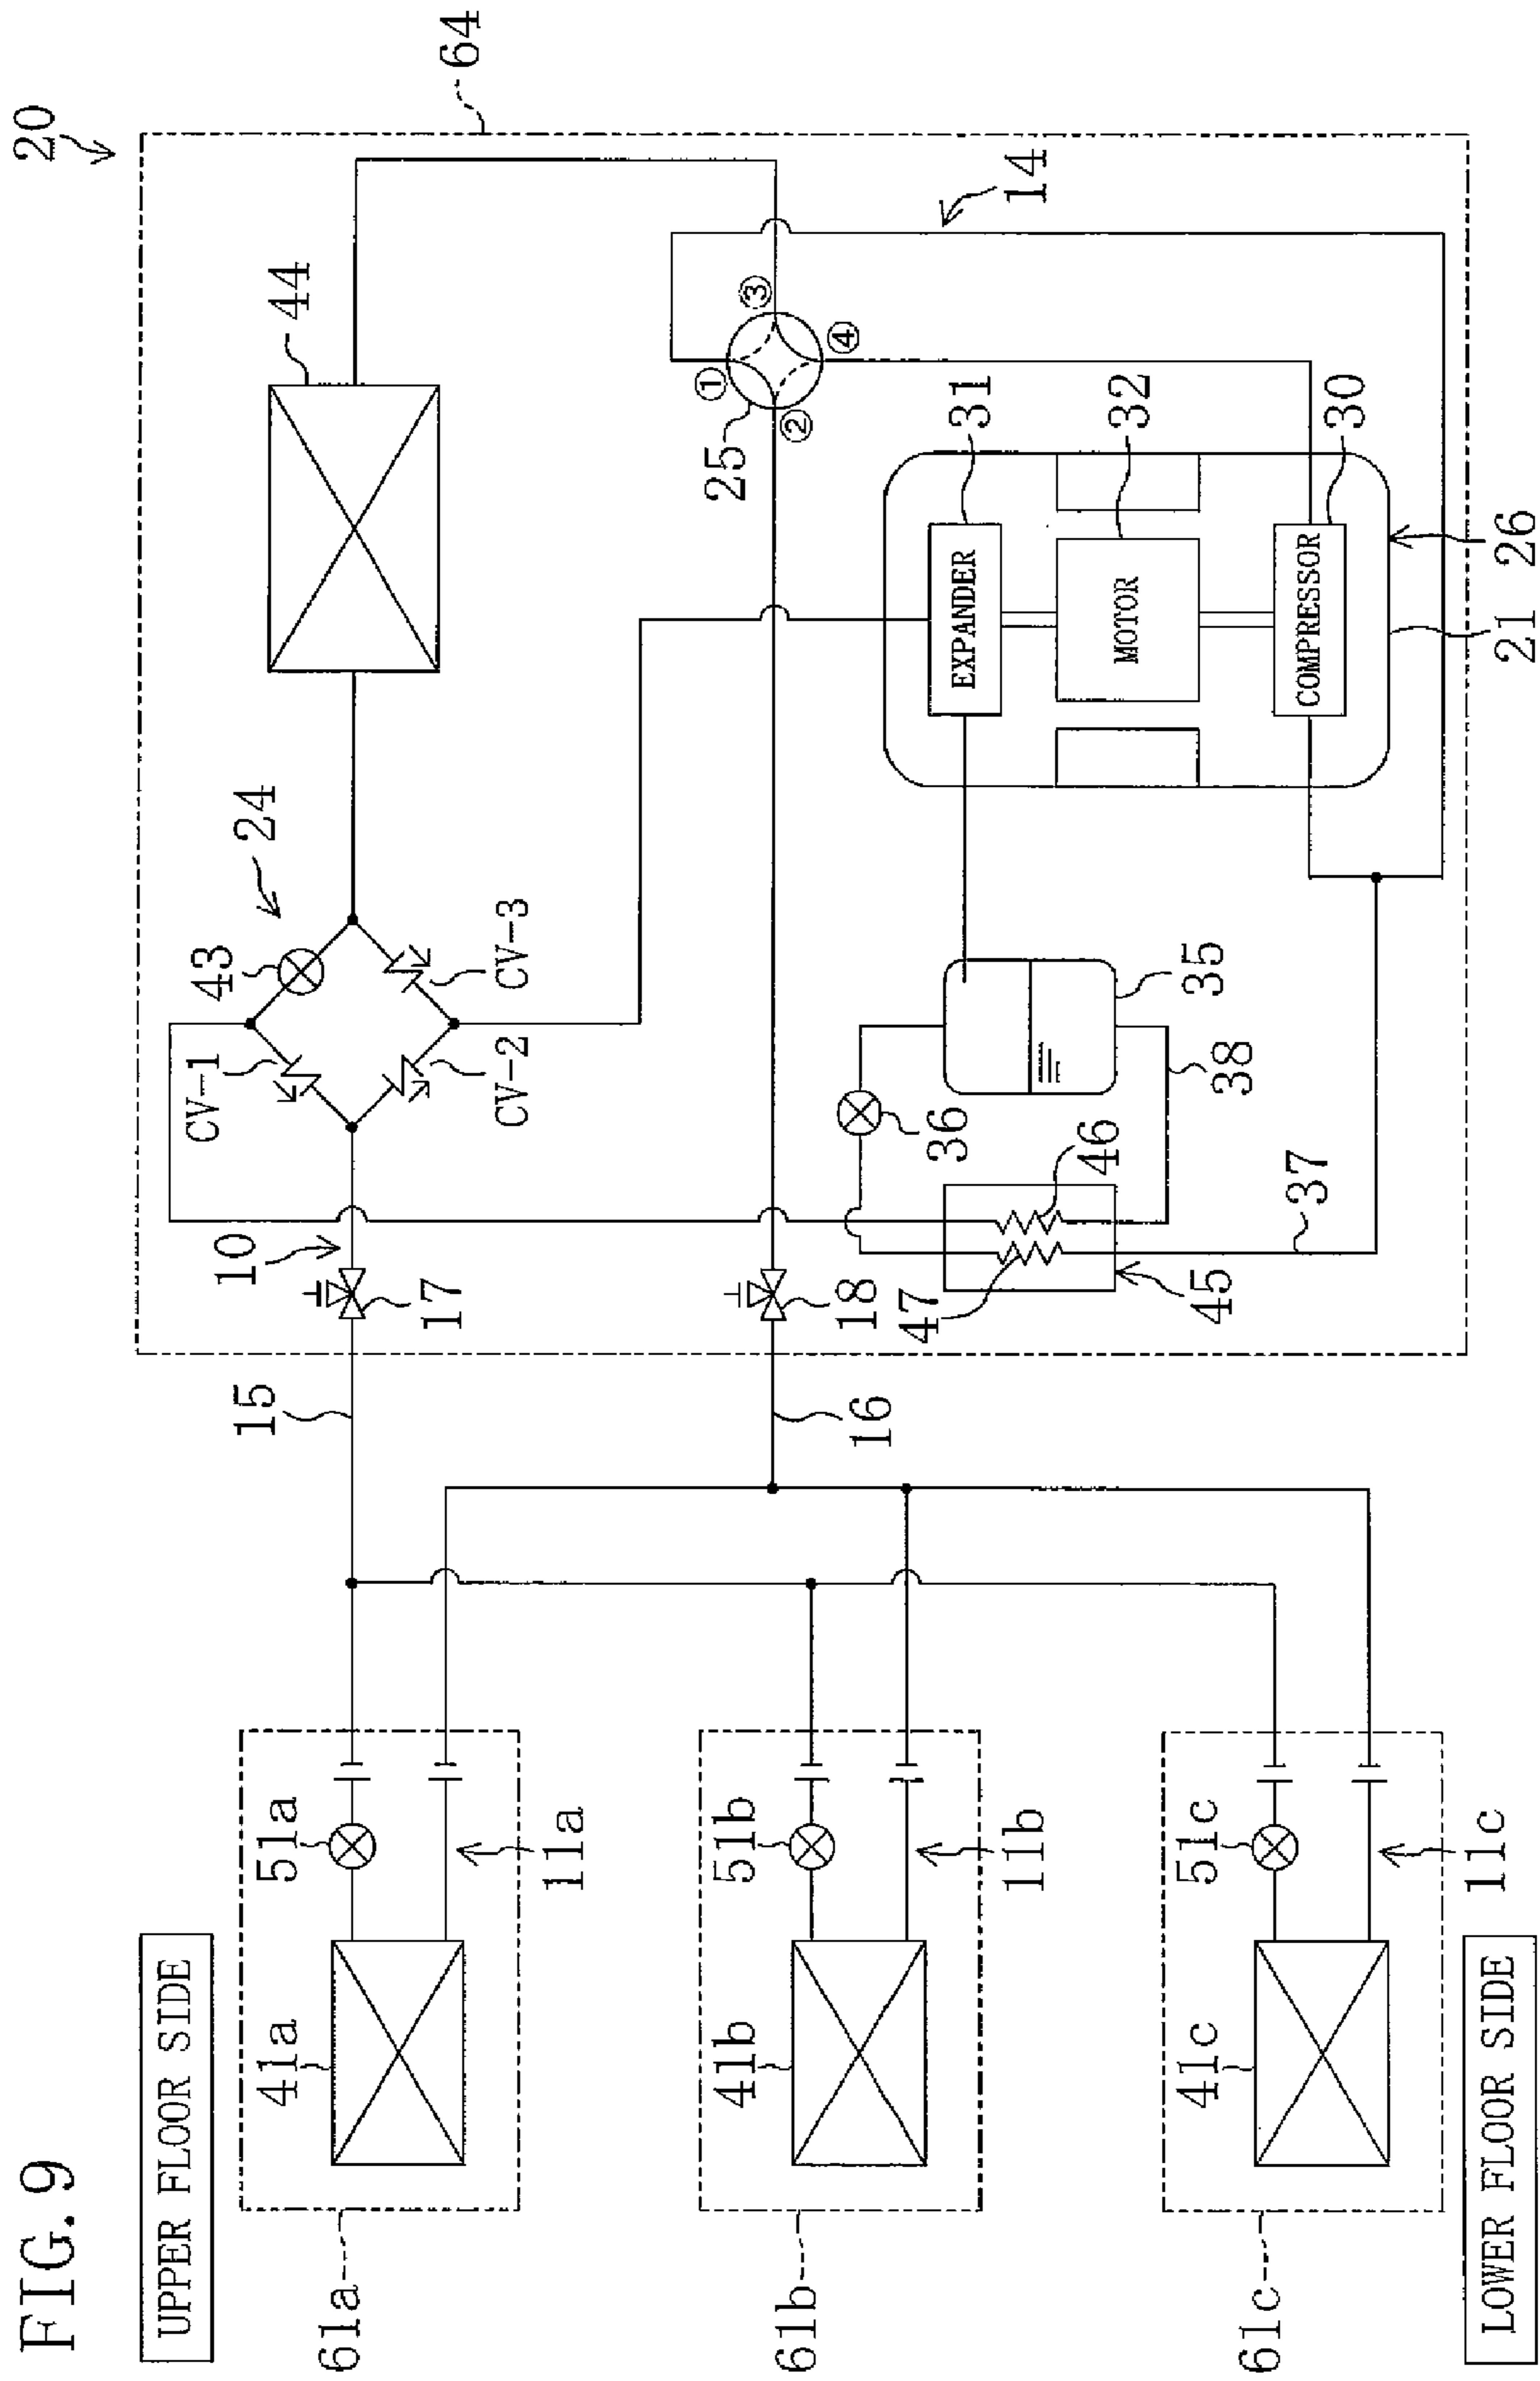 FIG. 9
20
64
UPPER FLOOR SIDE
44
24
43
CV-1
CV-3
CV-2
10
17
15
14
①
②
③
④
25
31
32
30
EXPANDER
MOTOR
COMPRESSOR
26
21
35
36
38
46
47
45
37
18
16
61a
41a
51a
11a
61b
41b
51b
11b
61c
41c
51c
11c
LOWER FLOOR SIDE